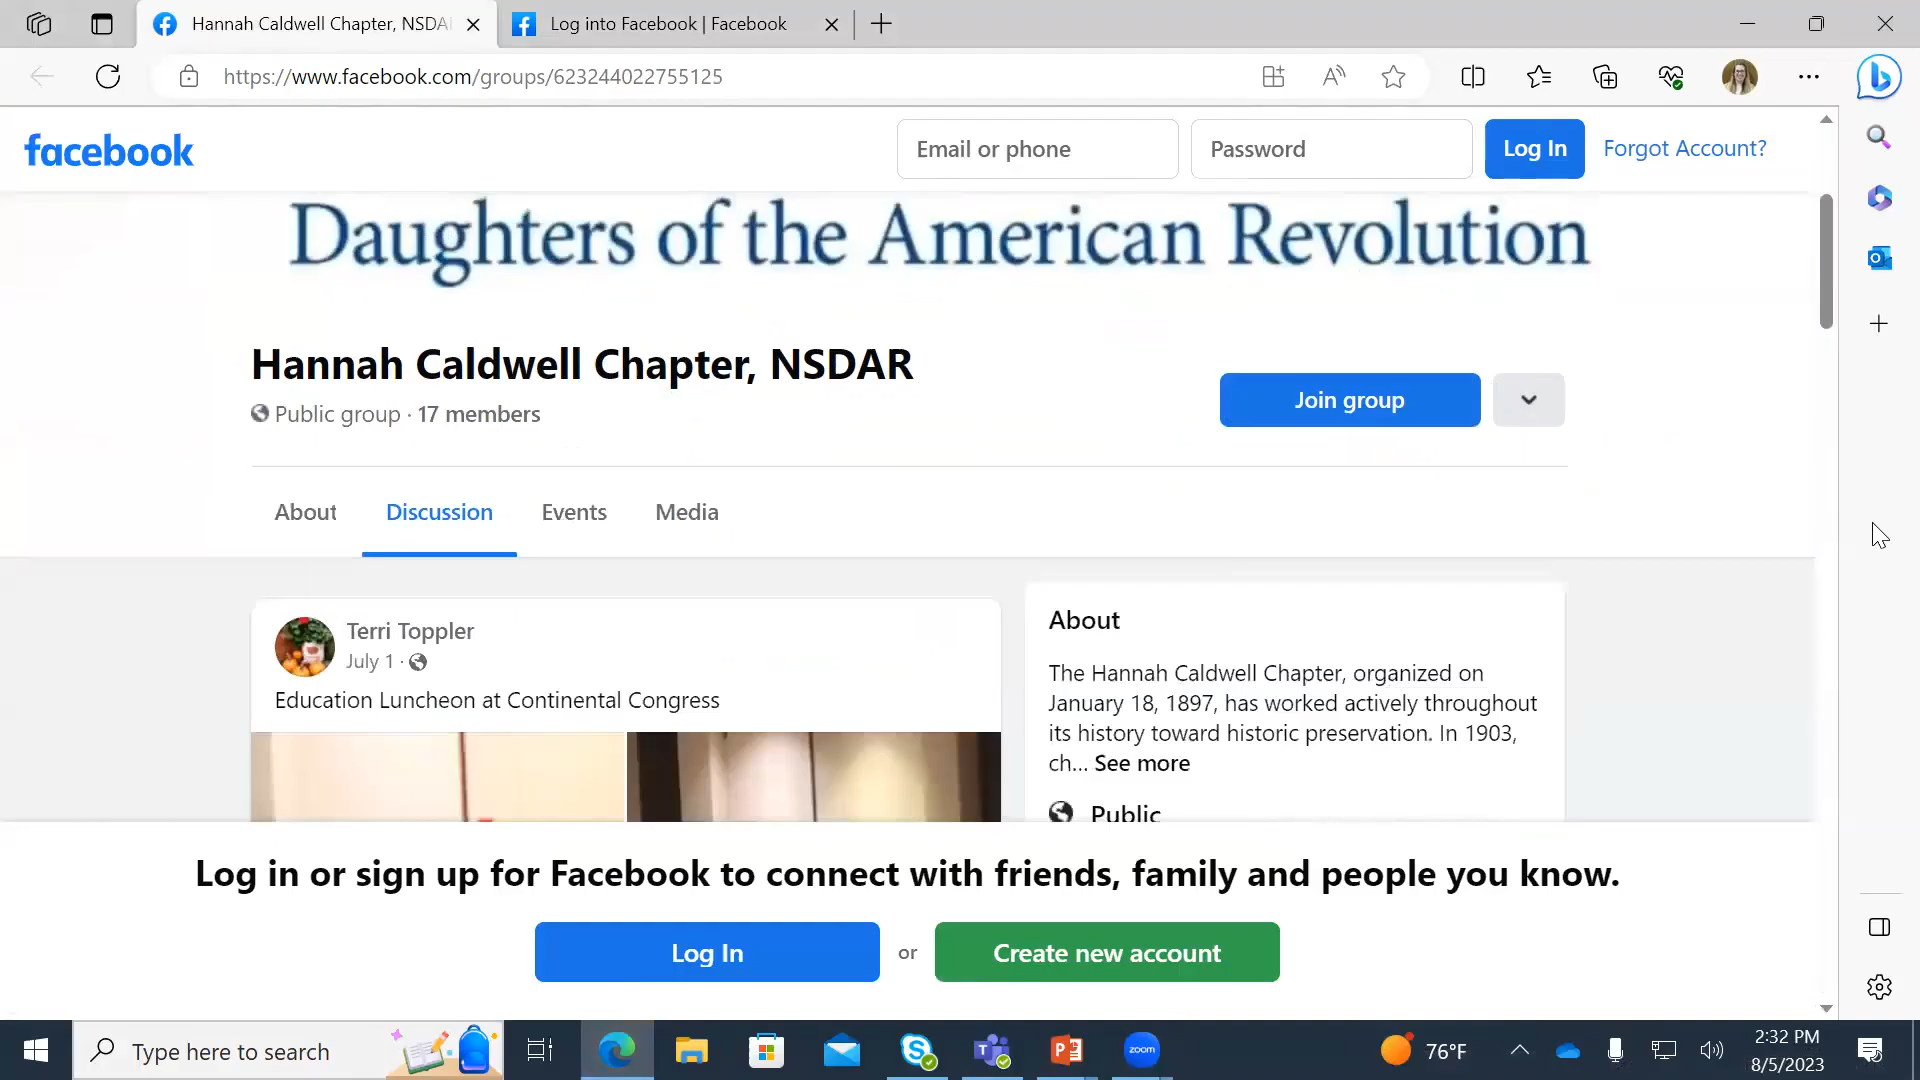 Hannah Caldwell Chapter, NSDA
Log into Facebook | Facebook
https://www.facebook.com/groups/623244022755125
facebook
Email or phone
Password
Log In
Forgot Account?
Daughters of the American Revolution
Hannah Caldwell Chapter, NSDAR
Public group · 17 members
Join group
About
Discussion
Events
Media
Terri Toppler
July 1 ·
Education Luncheon at Continental Congress
About
The Hannah Caldwell Chapter, organized on
January 18, 1897, has worked actively throughout
its history toward historic preservation. In 1903,
ch... See more
Public
Log in or sign up for Facebook to connect with friends, family and people you know.
Log In
or
Create new account
Type here to search
zoom
76°F
2:32 PM
8/5/2023